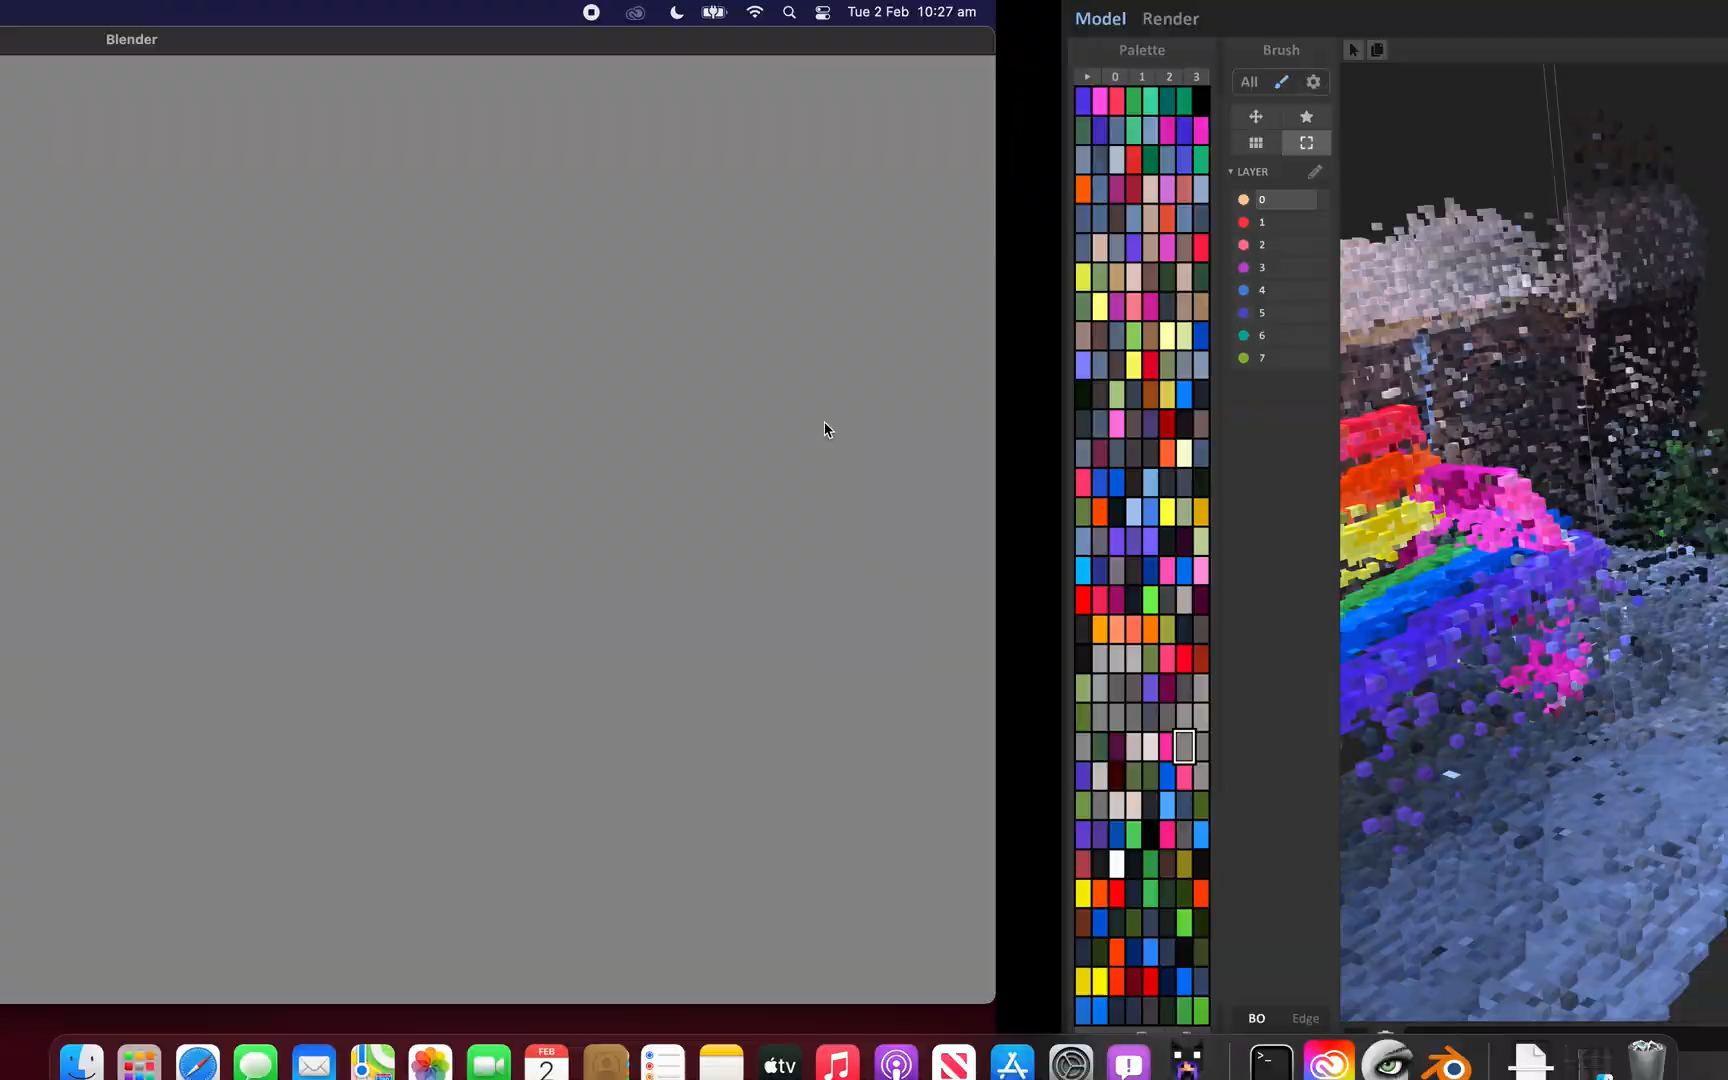 Tue 2 Feb 10:27 am
Blender
Model Render
Palette
Brush
0 1 2 3
All
LAYER
0
1
2
3
4
5
6
7
BO Edge
FEB
2
tv